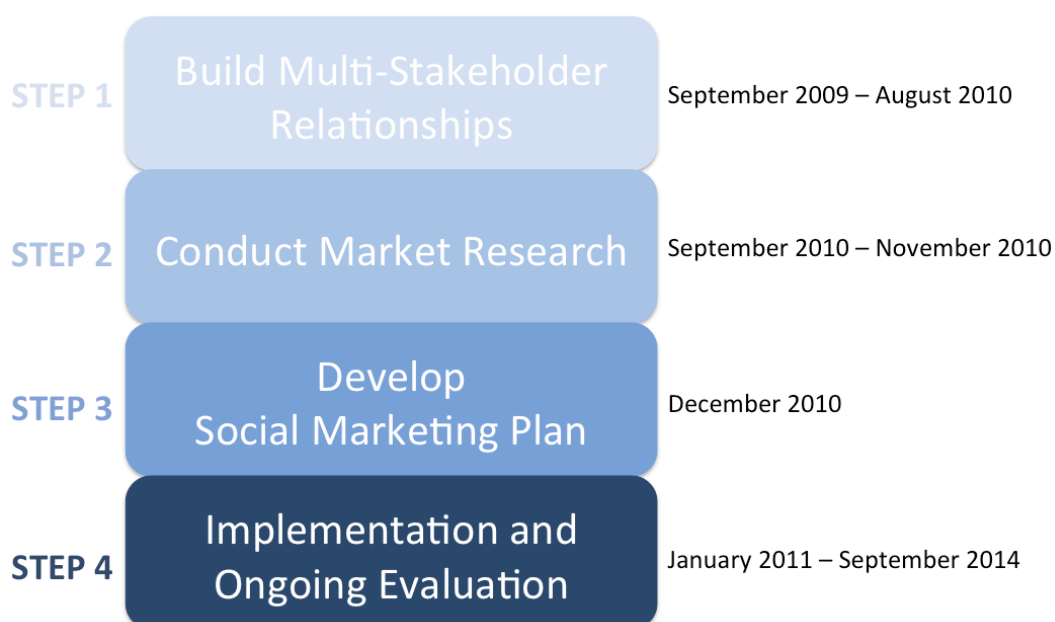 STEP 1
Build Multi-Stakeholder
Relationships
September 2009 – August 2010
STEP 2
Conduct Market Research
September 2010 – November 2010
STEP 3
Develop
Social Marketing Plan
December 2010
STEP 4
Implementation and
Ongoing Evaluation
January 2011 – September 2014